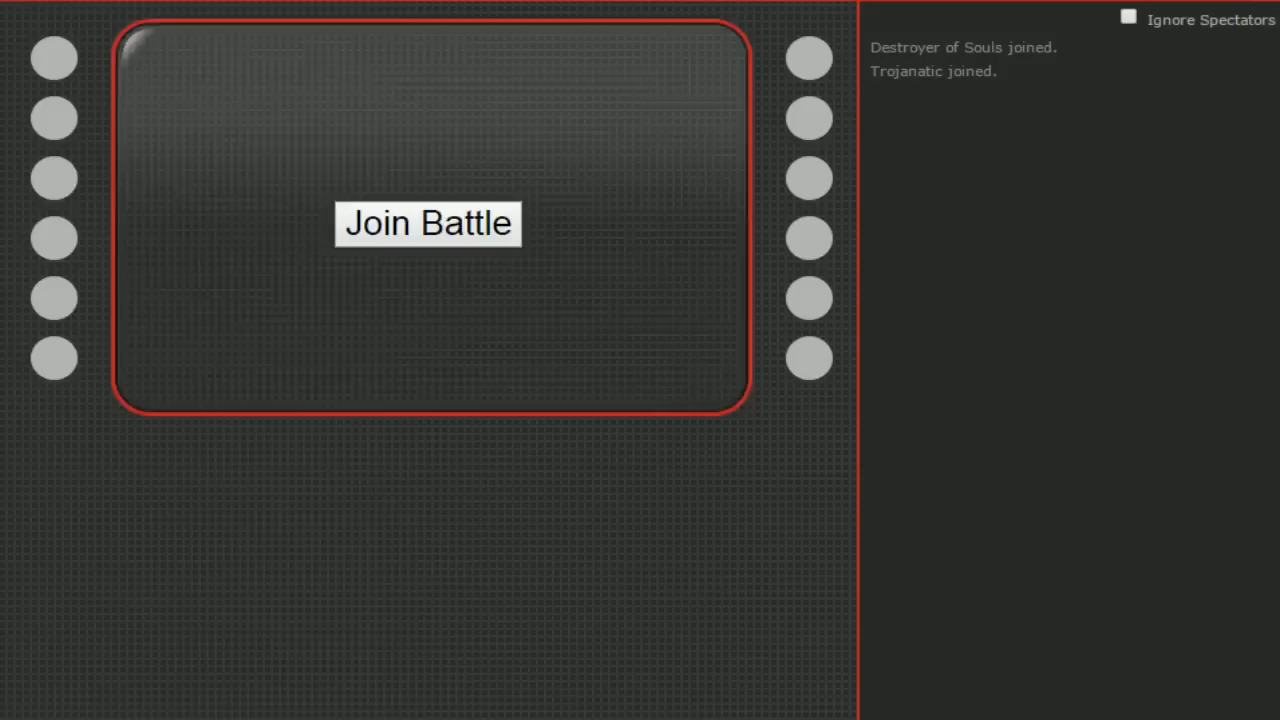 Ignore Spectators
Destroyer of Souls joined.
Trojanatic joined.
Join Battle